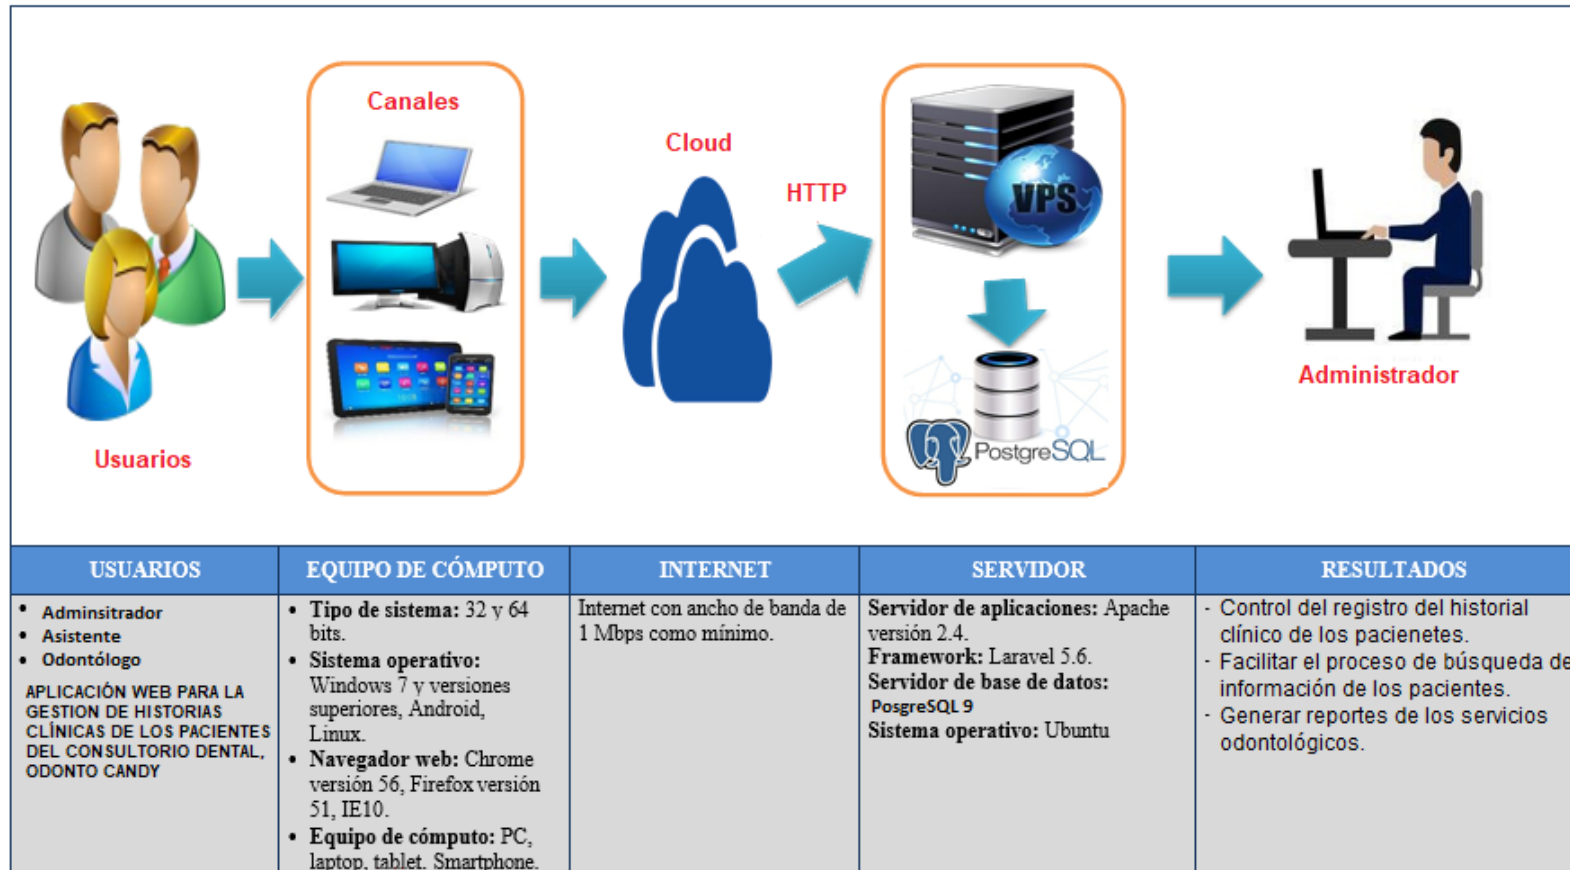 Canales
Cloud
HTTP
VPS
PostgreSQL
Usuarios
Administrador
USUARIOS
• Adminsitrador
• Asistente
• Odontólogo
APLICACIÓN WEB PARA LA
GESTION DE HISTORIAS
CLÍNICAS DE LOS PACIENTES
DEL CONSULTORIO DENTAL,
ODONTO CANDY
EQUIPO DE CÓMPUTO
• Tipo de sistema: 32 y 64
bits.
• Sistema operativo:
Windows 7 y versiones
superiores, Android,
Linux.
• Navegador web: Chrome
versión 56, Firefox versión
51, IE10.
• Equipo de cómputo: PC,
laptop, tablet. Smartphone.
INTERNET
Internet con ancho de banda de
1 Mbps como mínimo.
SERVIDOR
Servidor de aplicaciones: Apache
versión 2.4.
Framework: Laravel 5.6.
Servidor de base de datos:
PosgreSQL 9
Sistema operativo: Ubuntu
RESULTADOS
- Control del registro del historial
clínico de los pacienetes.
- Facilitar el proceso de búsqueda de
información de los pacientes.
- Generar reportes de los servicios
odontológicos.